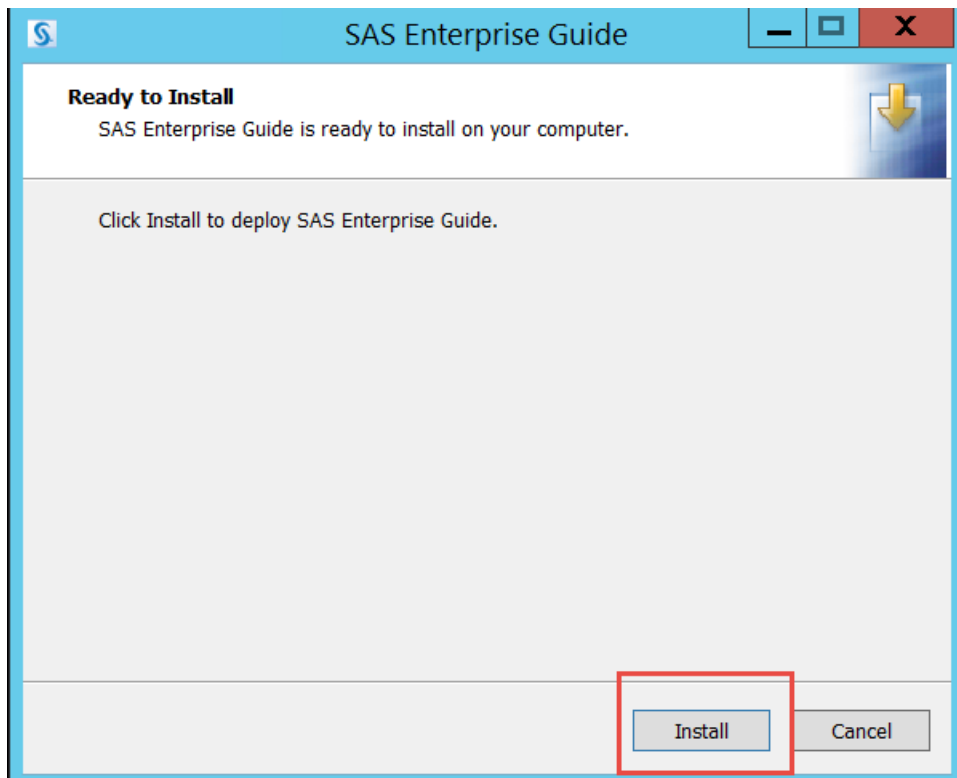 SAS Enterprise Guide
Ready to Install
SAS Enterprise Guide is ready to install on your computer.
Click Install to deploy SAS Enterprise Guide.
Install
Cancel